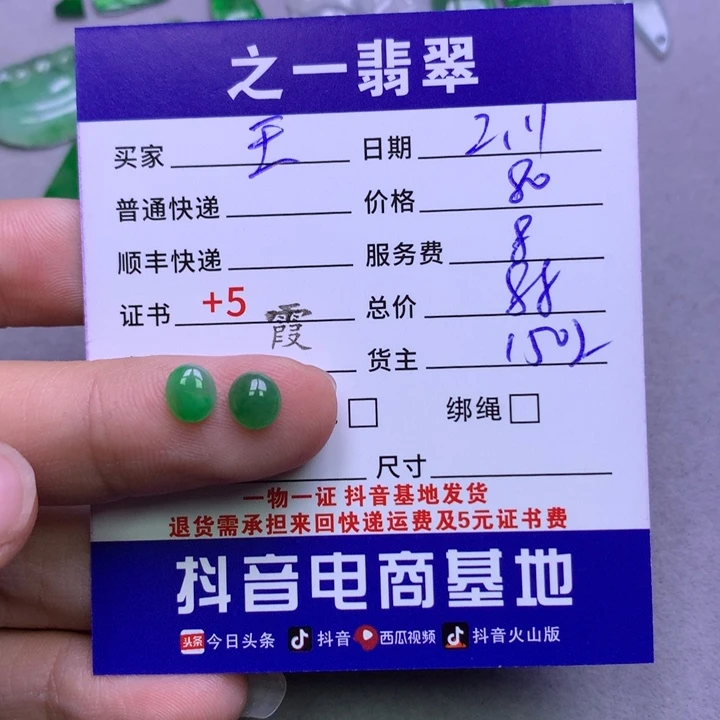 之一翡翠
买家 王 日期 2.11
普通快递 价格 80
顺丰快递 服务费 8
证书 +5 霞 总价 88
货主 1502
绑绳
尺寸
一物一证 抖音基地发货
退货需承担来回快递运费及5元证书费
抖音电商基地
头条 今日头条 抖音 西瓜视频 抖音火山版